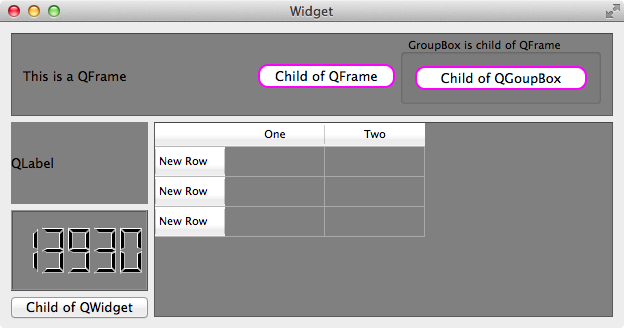 Widget
GroupBox is child of QFrame
This is a QFrame
Child of QFrame
Child of QGoupBox
QLabel
One
Two
New Row
New Row
New Row
13930
Child of QWidget